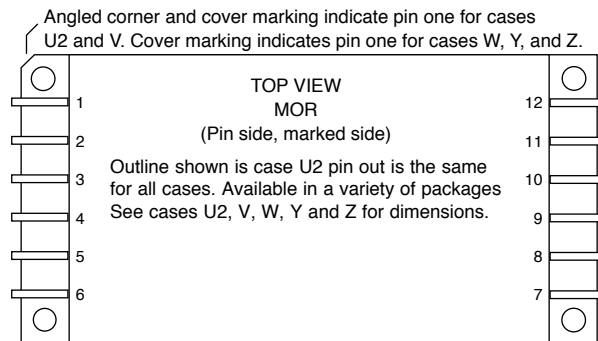 Angled corner and cover marking indicate pin one for cases
U2 and V. Cover marking indicates pin one for cases W, Y, and Z.
TOP VIEW
MOR
(Pin side, marked side)
Outline shown is case U2 pin out is the same
for all cases. Available in a variety of packages
See cases U2, V, W, Y and Z for dimensions.
1
2
3
4
5
6
12
11
10
9
8
7